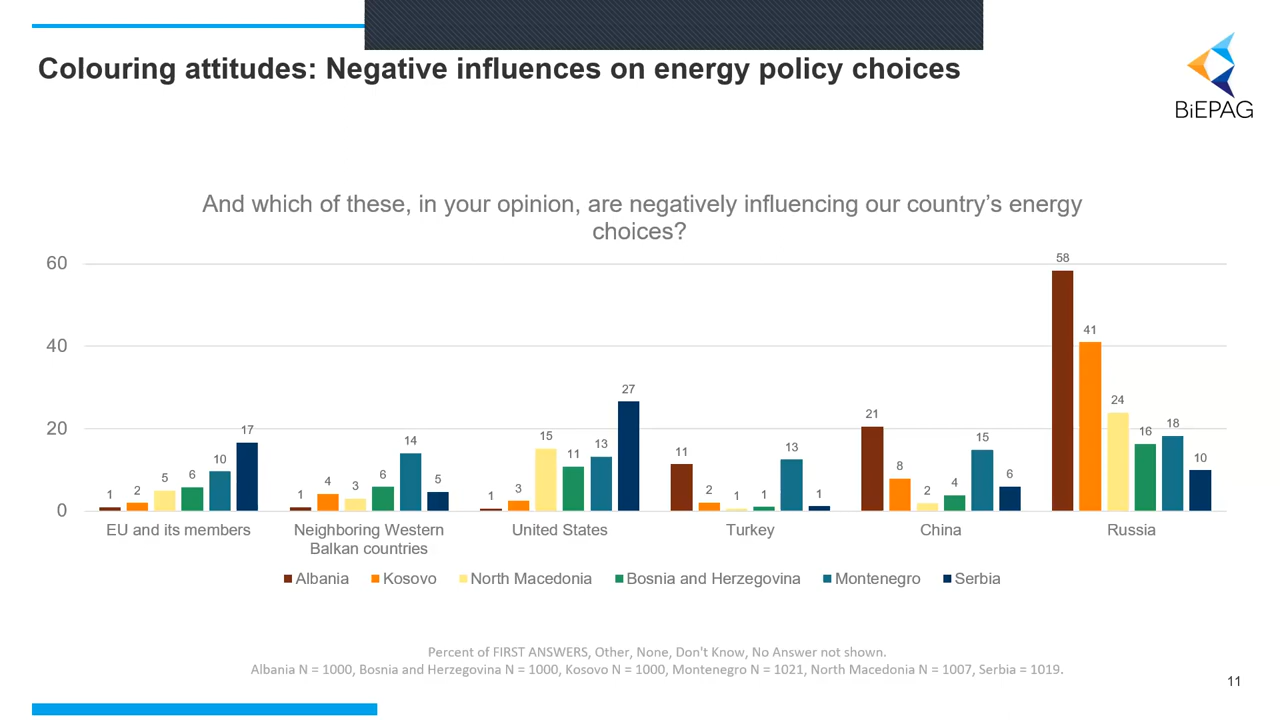 Colouring attitudes: Negative influences on energy policy choices
BiEPAG
And which of these, in your opinion, are negatively influencing our country’s energy
choices?
60
40
20
0
1 2 5 6 10 17
1 4 3 6 14 5
1 3 15 11 13 27
11 2 1 1 13 1
21 8 2 4 15 6
58 41 24 16 18 10
EU and its members
Neighboring Western
Balkan countries
United States
Turkey
China
Russia
Albania Kosovo North Macedonia Bosnia and Herzegovina Montenegro Serbia
Percent of FIRST ANSWERS, Other, None, Don't Know, No Answer not shown.
Albania N = 1000, Bosnia and Herzegovina N = 1000, Kosovo N = 1000, Montenegro N = 1021, North Macedonia N = 1007, Serbia = 1019.
11